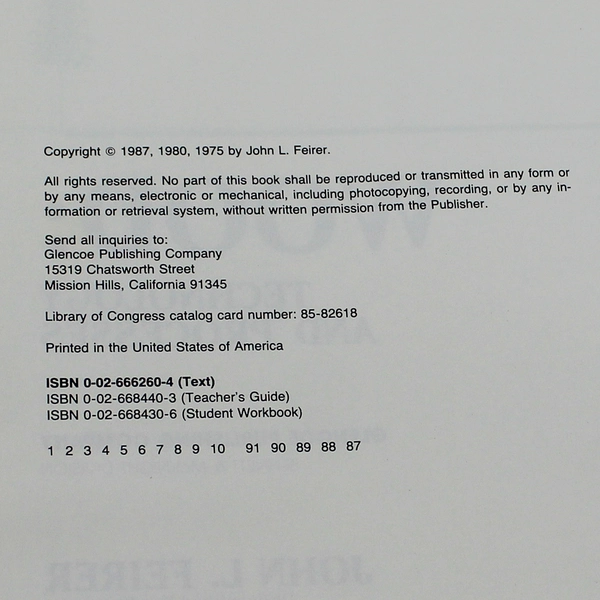 Copyright © 1987, 1980, 1975 by John L. Feirer.
All rights reserved. No part of this book shall be reproduced or transmitted in any form or
by any means, electronic or mechanical, including photocopying, recording, or by any in-
formation or retrieval system, without written permission from the Publisher.
Send all inquiries to:
Glencoe Publishing Company
15319 Chatsworth Street
Mission Hills, California 91345
Library of Congress catalog card number: 85-82618
Printed in the United States of America
ISBN 0-02-666260-4 (Text)
ISBN 0-02-668440-3 (Teacher's Guide)
ISBN 0-02-668430-6 (Student Workbook)
1 2 3 4 5 6 7 8 9 10 91 90 89 88 87
JOHN L. FEIRER